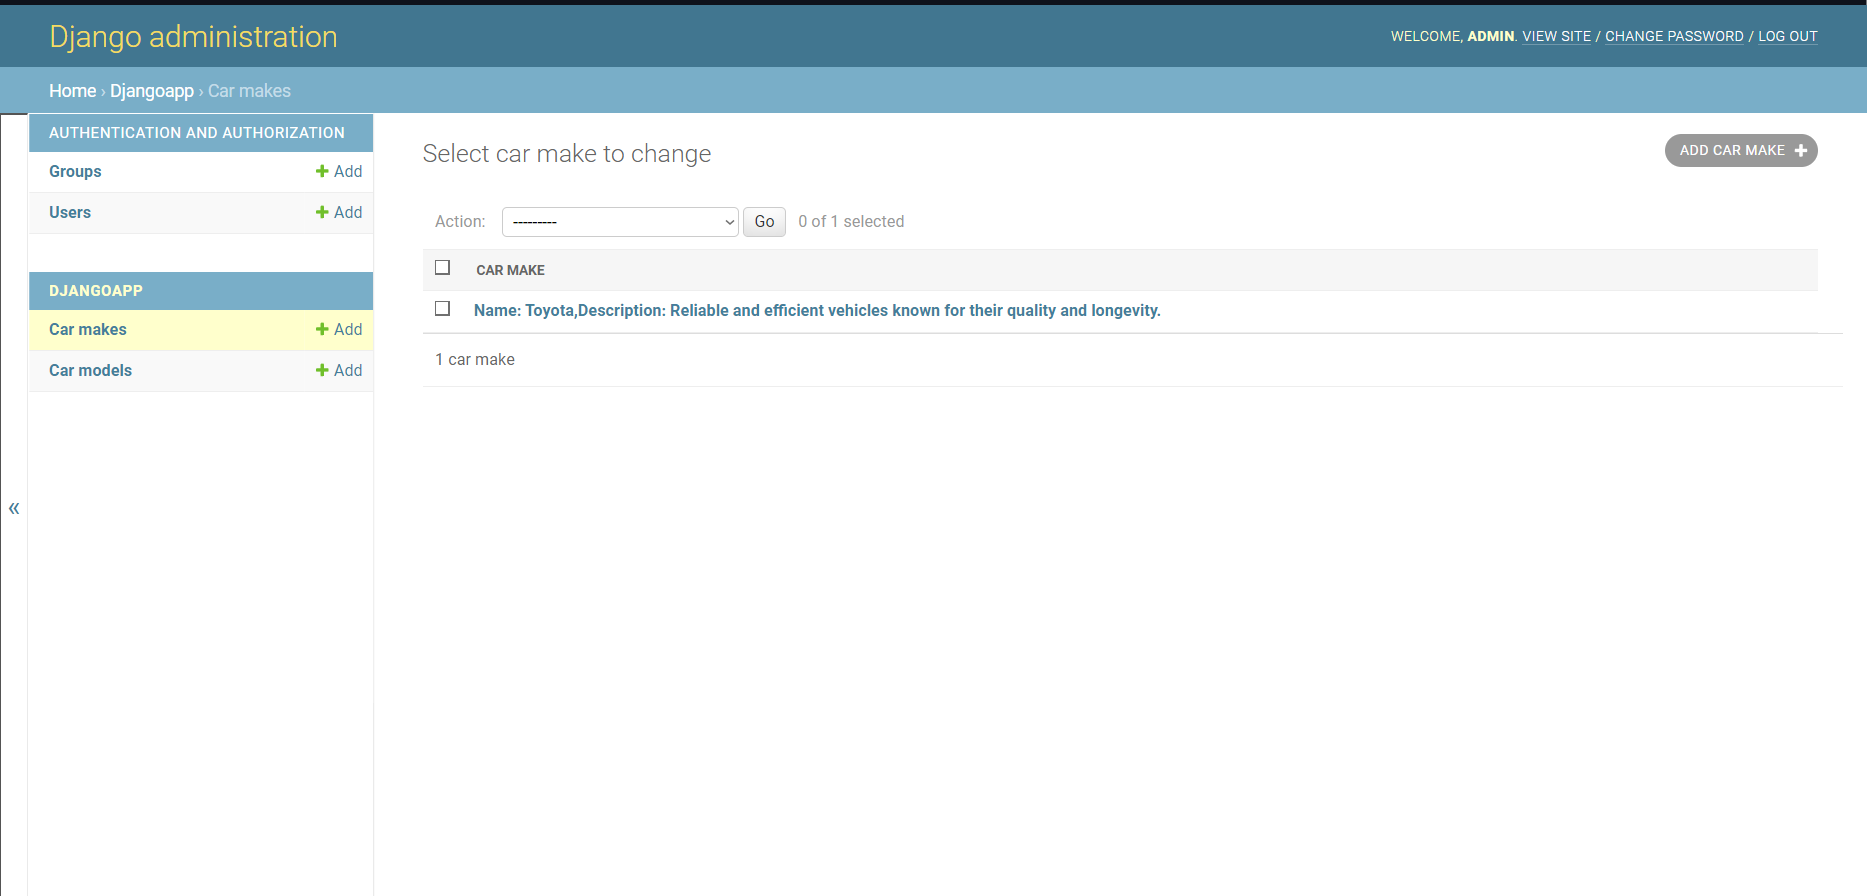 Django administration
WELCOME, ADMIN. VIEW SITE / CHANGE PASSWORD / LOG OUT
Home › Djangoapp › Car makes
AUTHENTICATION AND AUTHORIZATION
Groups + Add
Users + Add
DJANGOAPP
Car makes + Add
Car models + Add
«
Select car make to change
ADD CAR MAKE +
Action: --------- Go 0 of 1 selected
CAR MAKE
Name: Toyota,Description: Reliable and efficient vehicles known for their quality and longevity.
1 car make